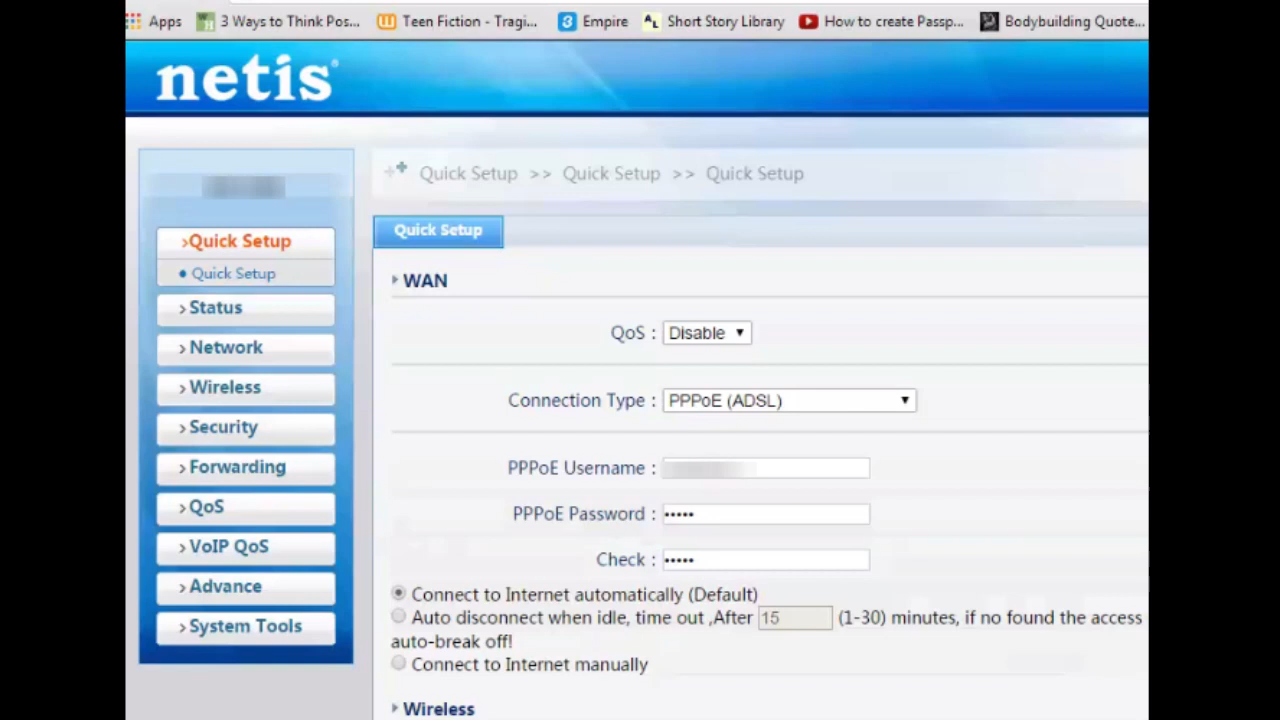 Apps 3 Ways to Think Pos... Teen Fiction - Tragi... Empire Short Story Library How to create Passp... Bodybuilding Quote...
netis®
Quick Setup >> Quick Setup >> Quick Setup
>Quick Setup
• Quick Setup
>Status
>Network
>Wireless
>Security
>Forwarding
>QoS
>VoIP QoS
>Advance
>System Tools
Quick Setup
WAN
QoS : Disable
Connection Type : PPPoE (ADSL)
PPPoE Username :
PPPoE Password : •••••
Check : •••••
Connect to Internet automatically (Default)
Auto disconnect when idle, time out ,After 15 (1-30) minutes, if no found the access
auto-break off!
Connect to Internet manually
Wireless